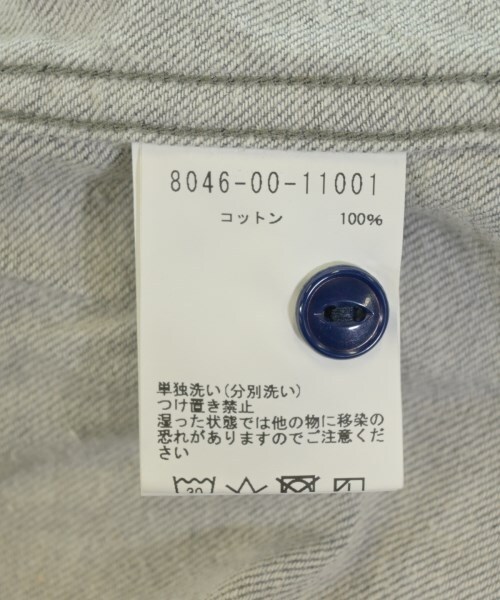 8046-00-11001
コットン 100%
単独洗い(分別洗い)
つけ置き禁止
湿った状態では他の物に移染の
恐れがありますのでご注意くだ
さい
30